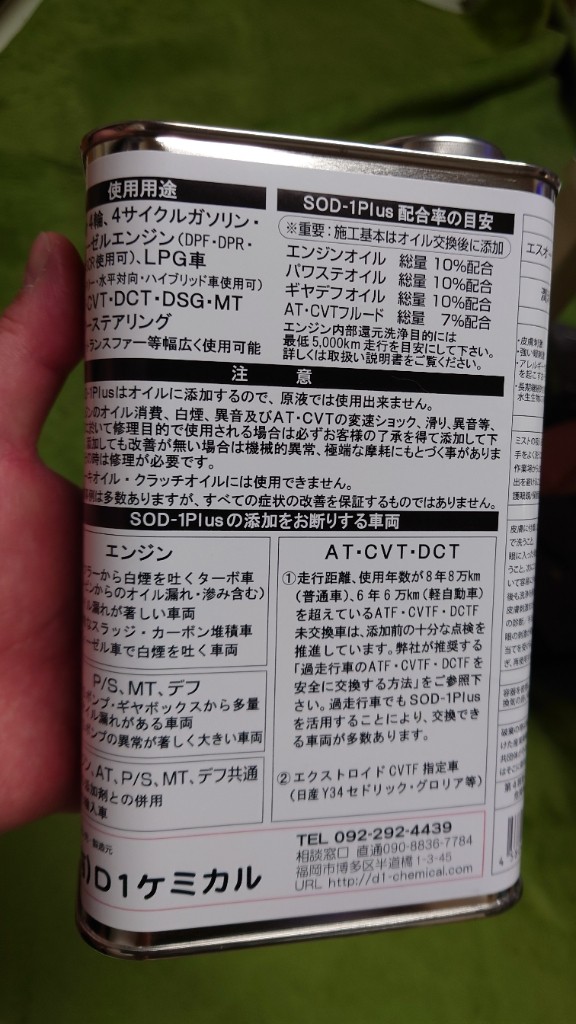 使用用途
4輪、4サイクルガソリン・
ーゼルエンジン(DPF・DPR・
R使用可)、LPG車
ー・水平対向・ハイブリッド車使用可)
CVT・DCT・DSG・MT
ーステアリング
ランスファー等幅広く使用可能
SOD-1Plus 配合率の目安
※重要:施工基本はオイル交換後に添加
エンジンオイル 総量 10%配合
パワステオイル 総量 10%配合
ギヤデフオイル 総量 10%配合
AT・CVTフルード 総量 7%配合
エンジン内部還元洗浄目的には
最低5,000km走行を目安にして下さい。
詳しくは取扱い説明書をご覧ください。
注 意
-1Plusはオイルに添加するので、原液では使用出来ません。
ンのオイル消費、白煙、異音及びAT・CVTの変速ショック、滑り、異音等、
おいて修理目的で使用される場合は必ずお客様の了承を得て添加して下
添加しても改善が無い場合は機械的異常、極端な摩耗にもとづく事がありま
の時は修理が必要です。
ーキオイル・クラッチオイルには使用できません。
事例は多数ありますが、すべての症状の改善を保証するものではありません。
SOD-1Plusの添加をお断りする車両
エンジン
ラーから白煙を吐くターボ車
ンからのオイル漏れ・滲み含む)
ル漏れが著しい車両
なスラッジ・カーボン堆積車
ーゼル車で白煙を吐く車両
P/S、MT、デフ
ポンプ・ギヤボックスから多量
ル漏れがある車両
ポンプの異常が著しく大きい車両
ン、AT、P/S、MT、デフ共通
添加剤との併用
輸入車
AT・CVT・DCT
①走行距離、使用年数が8年8万km
(普通車)、6年6万km(軽自動車)
を超えているATF・CVTF・DCTF
未交換車は、添加前の十分な点検を
推進しています。弊社が推奨する
「過走行車のATF・CVTF・DCTFを
安全に交換する方法」をご参照下
さい。過走行車でもSOD-1Plus
を活用することにより、交換でき
る車両が多数あります。
②エクストロイドCVTF 指定車
(日産Y34セドリック・グロリア等)
製造元
D1ケミカル
TEL 092-292-4439
相談窓口 直通090-8836-7784
福岡市博多区半道橋1-3-45
URL http://d1-chemical.com
エスオー